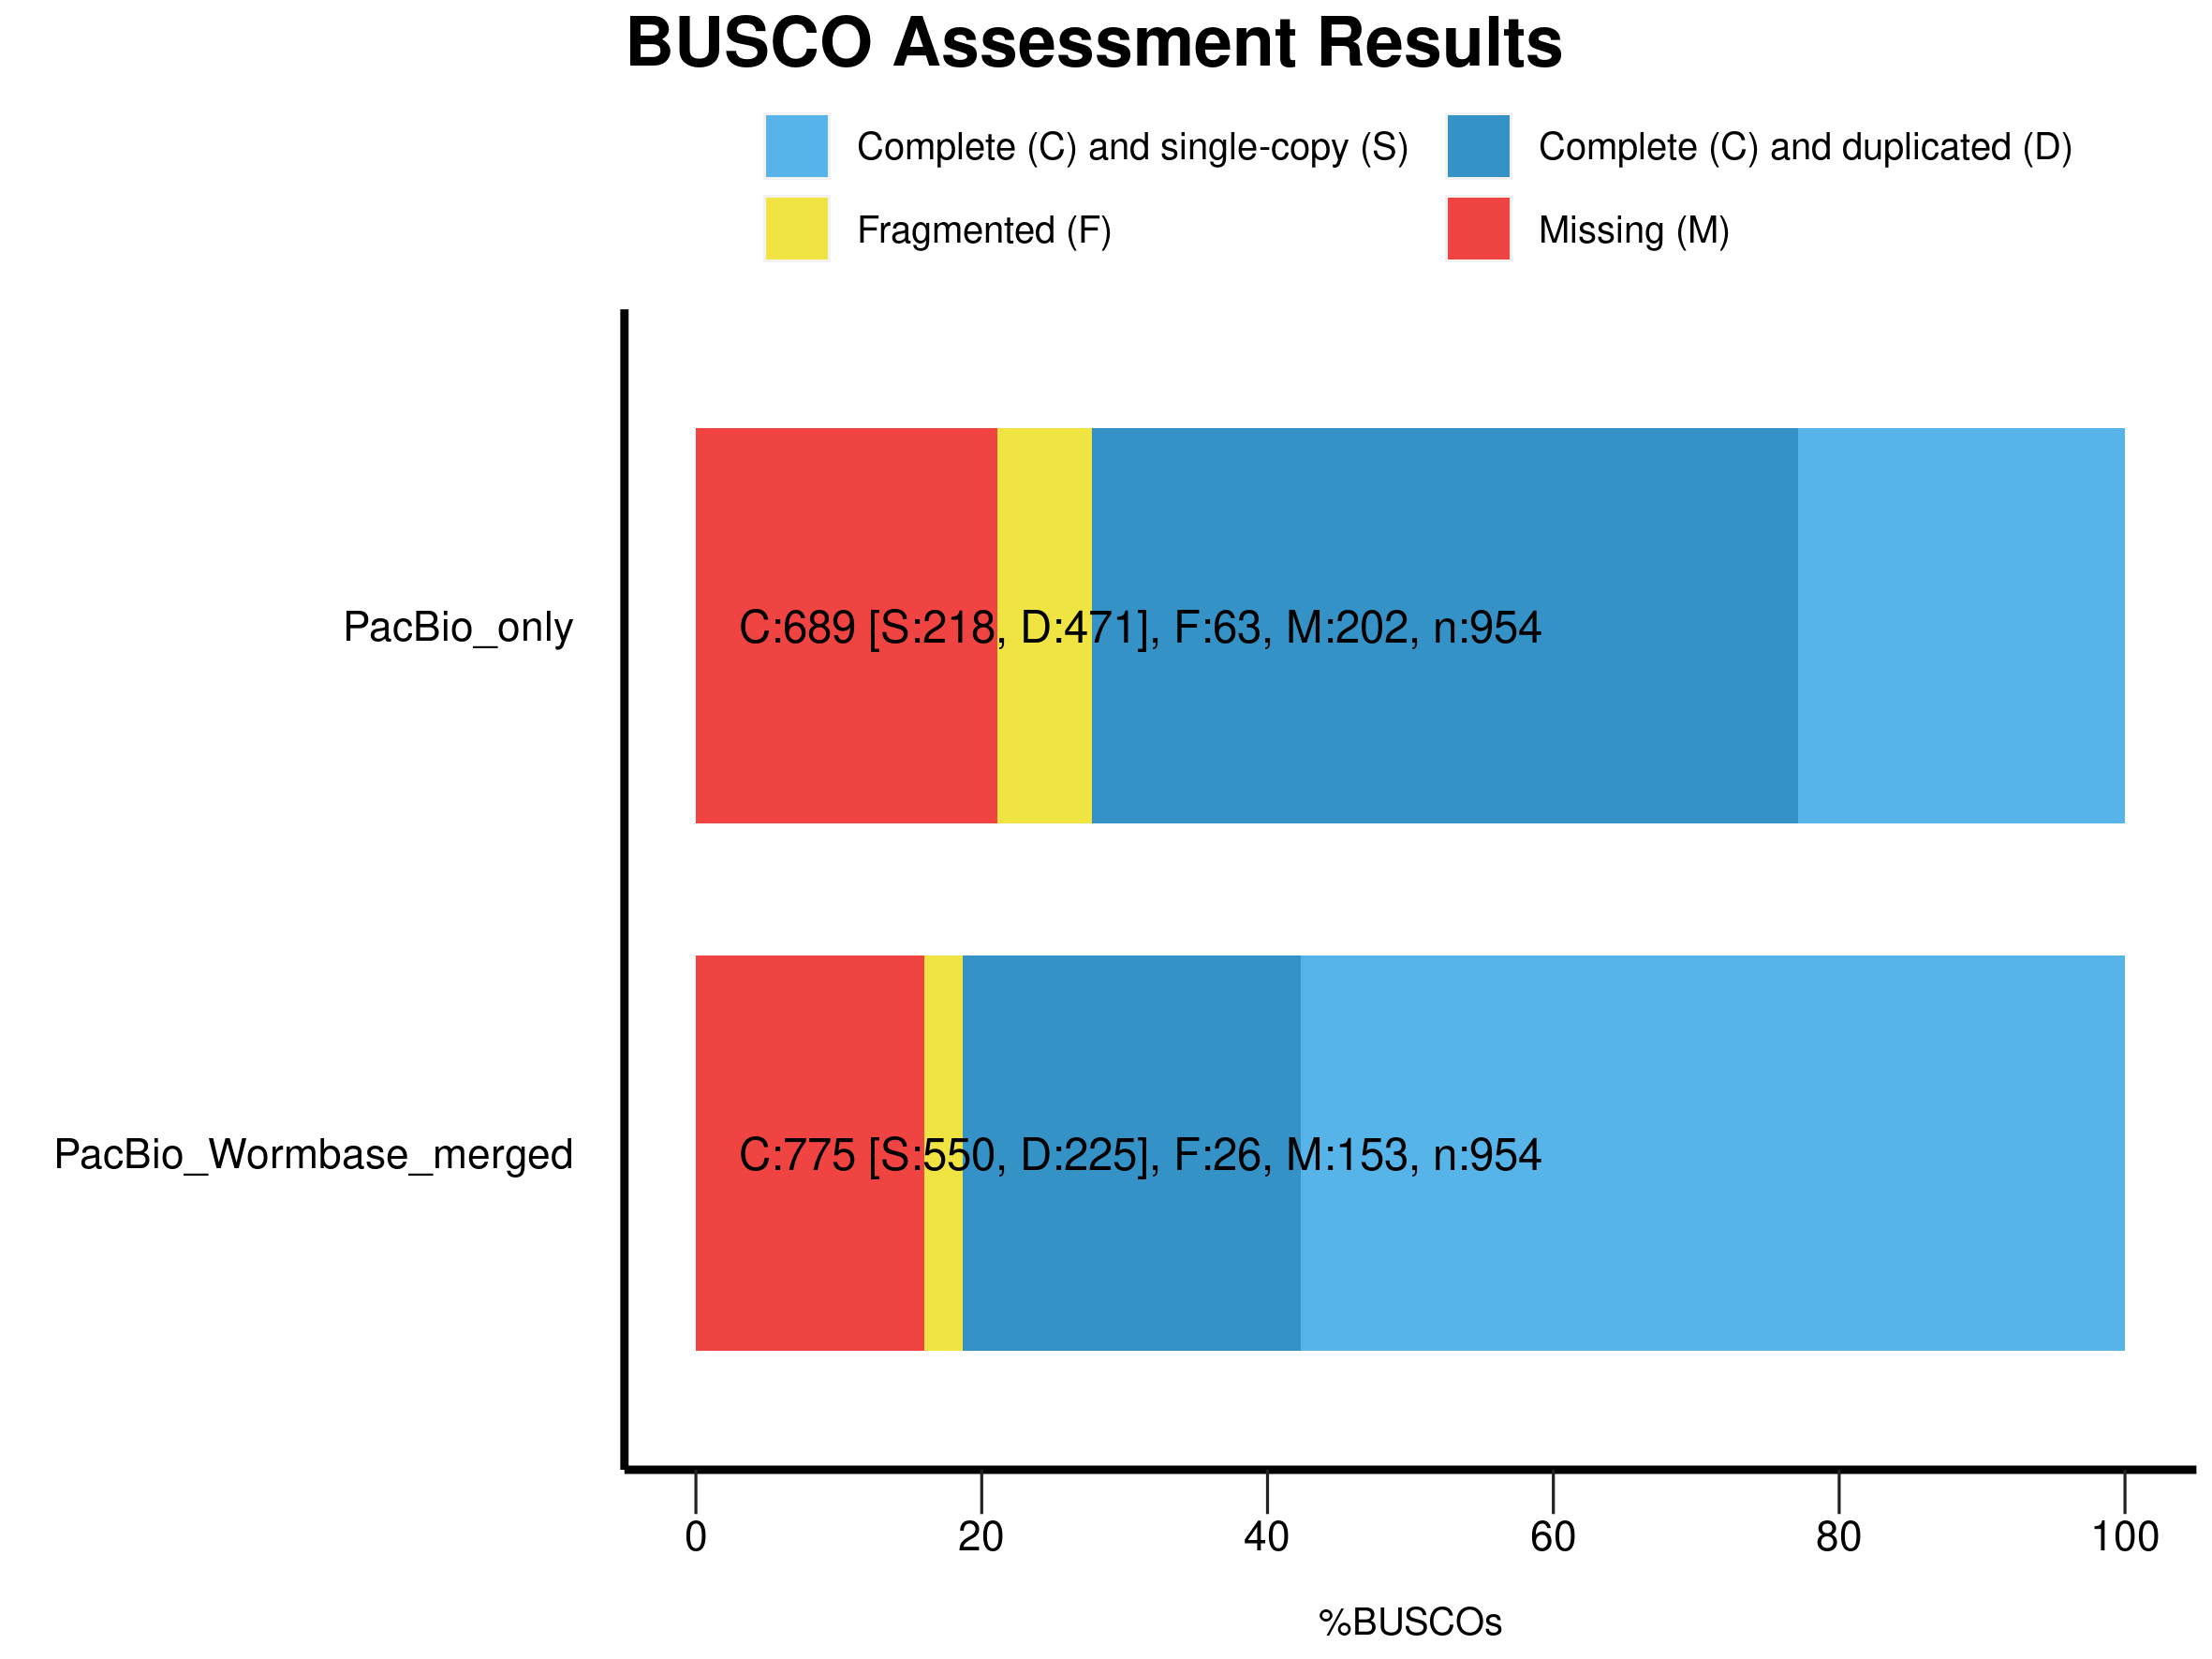 BUSCO Assessment Results
Complete (C) and single-copy (S)
Complete (C) and duplicated (D)
Fragmented (F)
Missing (M)
PacBio_only
C:689 [S:218, D:471], F:63, M:202, n:954
PacBio_Wormbase_merged
C:775 [S:550, D:225], F:26, M:153, n:954
0 20 40 60 80 100
%BUSCOs